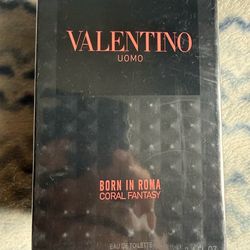 VALENTINO
UOMO
BORN IN ROMA
CORAL FANTASY
EAU DE TOILETTE